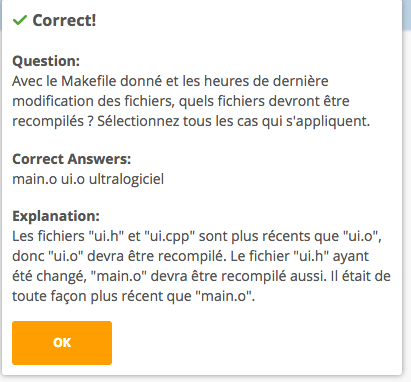 Correct!
Question:
Avec le Makefile donné et les heures de dernière
modification des fichiers, quels fichiers devront être
recompilés ? Sélectionnez tous les cas qui s'appliquent.
Correct Answers:
main.o ui.o ultralogiciel
Explanation:
Les fichiers "ui.h" et "ui.cpp" sont plus récents que "ui.o",
donc "ui.o" devra être recompilé. Le fichier "ui.h" ayant
été changé, "main.o" devra être recompilé aussi. Il était de
toute façon plus récent que "main.o".
OK